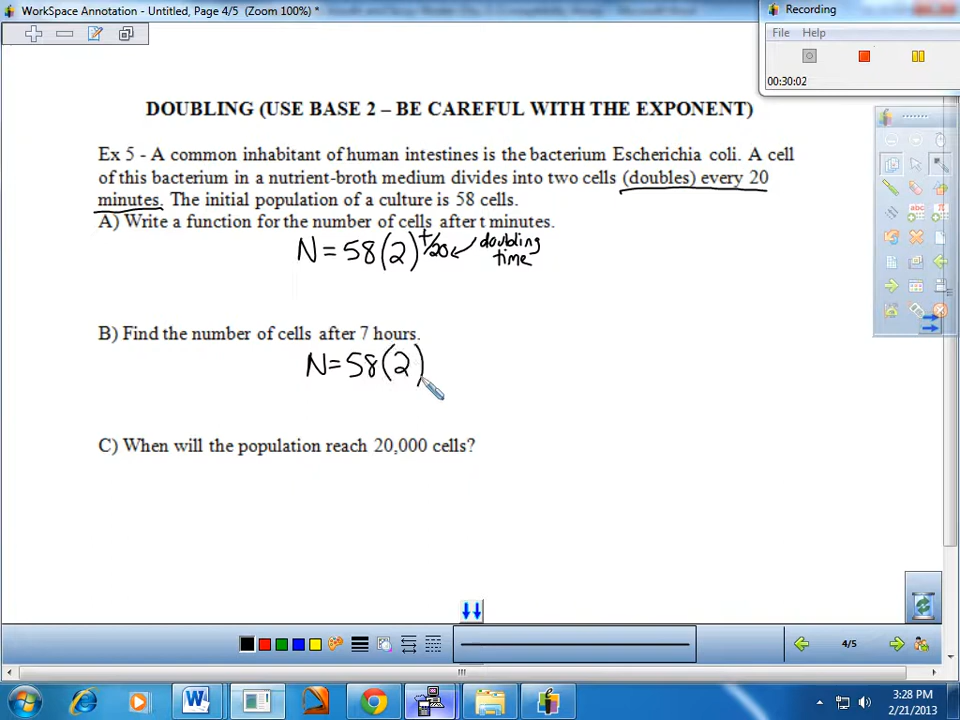 WorkSpace Annotation - Untitled, Page 4/5 (Zoom 100%) *
Recording
File Help
00:30:02
DOUBLING (USE BASE 2 – BE CAREFUL WITH THE EXPONENT)
Ex 5 - A common inhabitant of human intestines is the bacterium Escherichia coli. A cell
of this bacterium in a nutrient-broth medium divides into two cells (doubles) every 20
minutes. The initial population of a culture is 58 cells.
A) Write a function for the number of cells after t minutes.
N = 58(2)^t/20 doubling
time
B) Find the number of cells after 7 hours.
N = 58(2)
C) When will the population reach 20,000 cells?
4/5
3:28 PM
2/21/2013